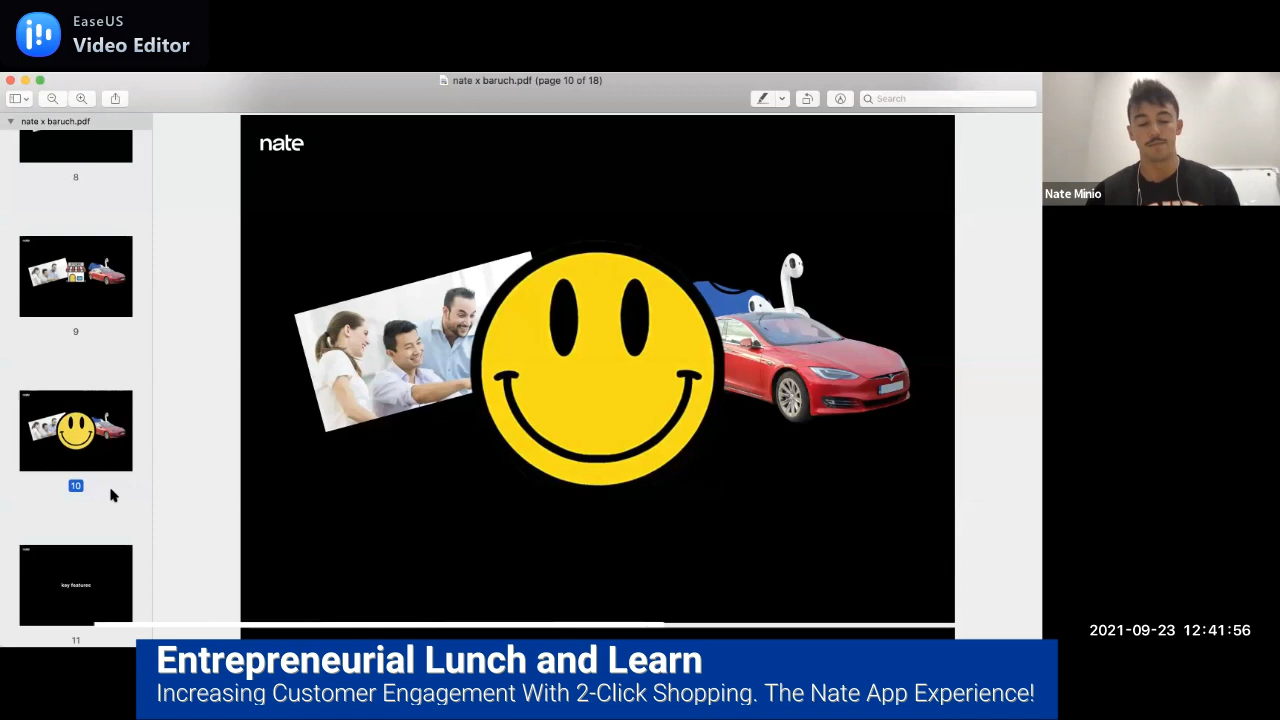 EaseUS
Video Editor
nate x baruch.pdf (page 10 of 18)
Search
nate x baruch.pdf
nate
8
9
10
key features
11
Nate Minio
2021-09-23 12:41:56
Entrepreneurial Lunch and Learn
Increasing Customer Engagement With 2-Click Shopping. The Nate App Experience!